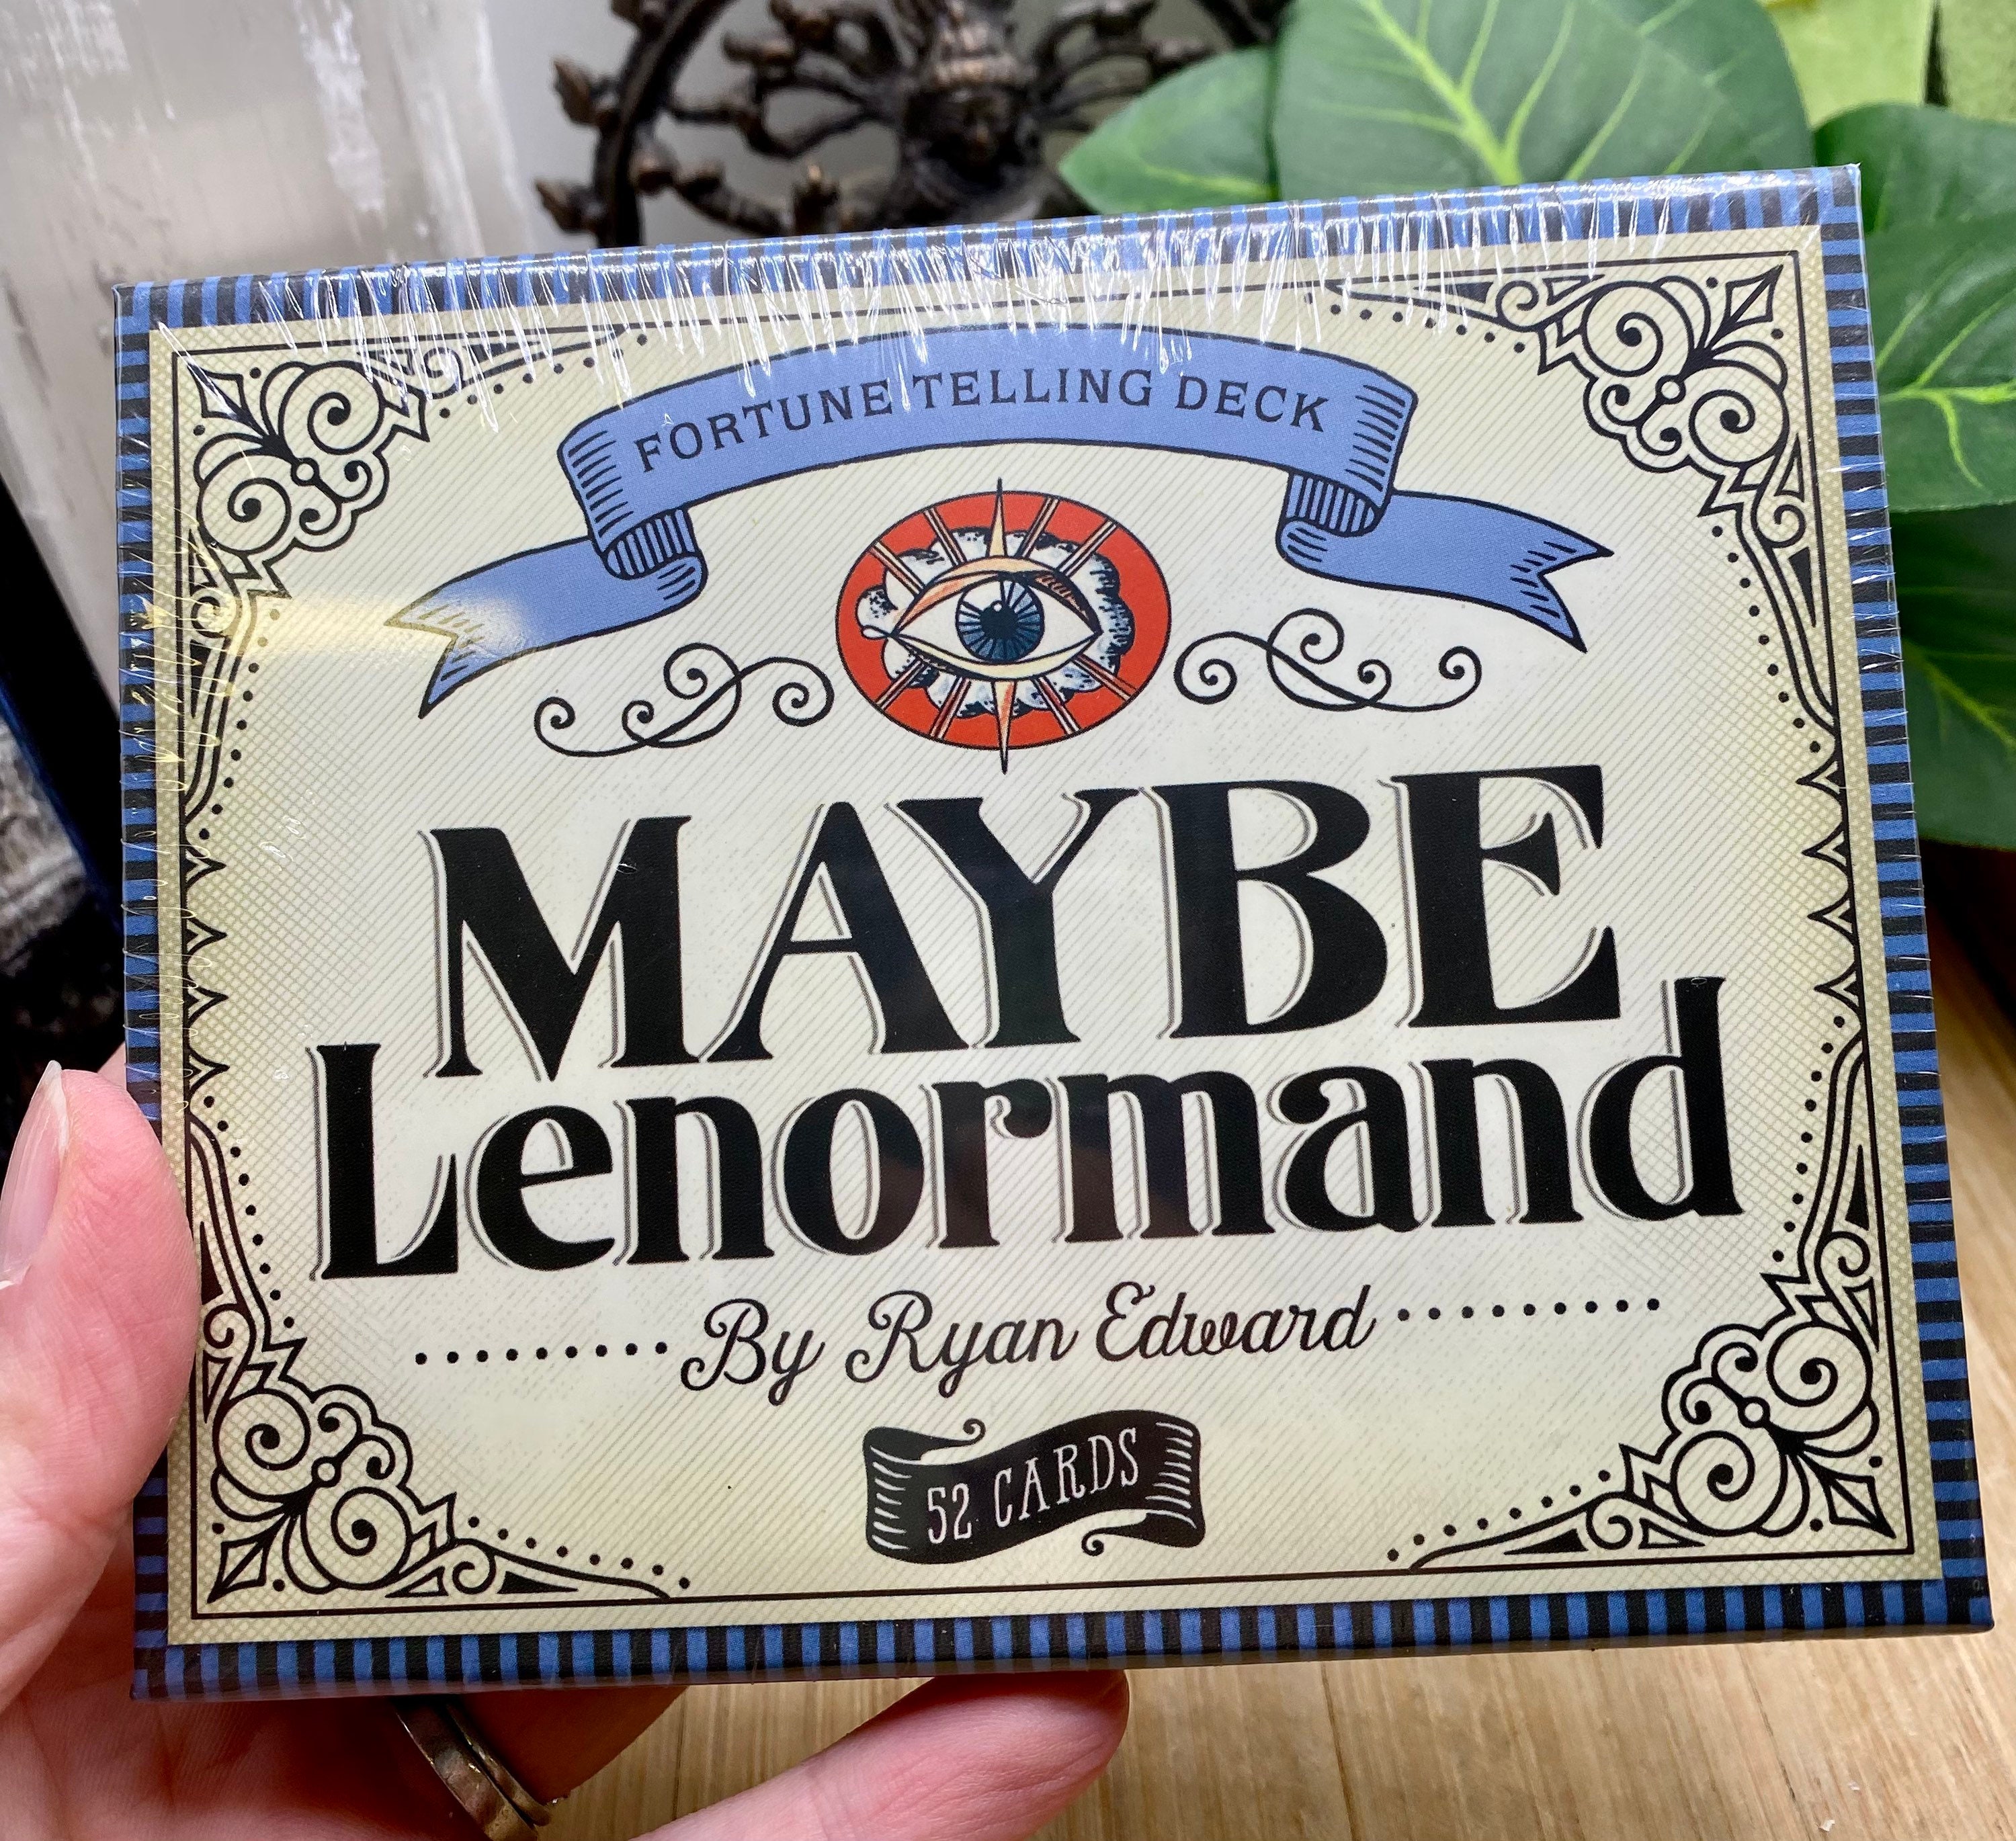 FORTUNE TELLING DECK
MAYBE
Lenormand
By Ryan Edward
52 CARDS